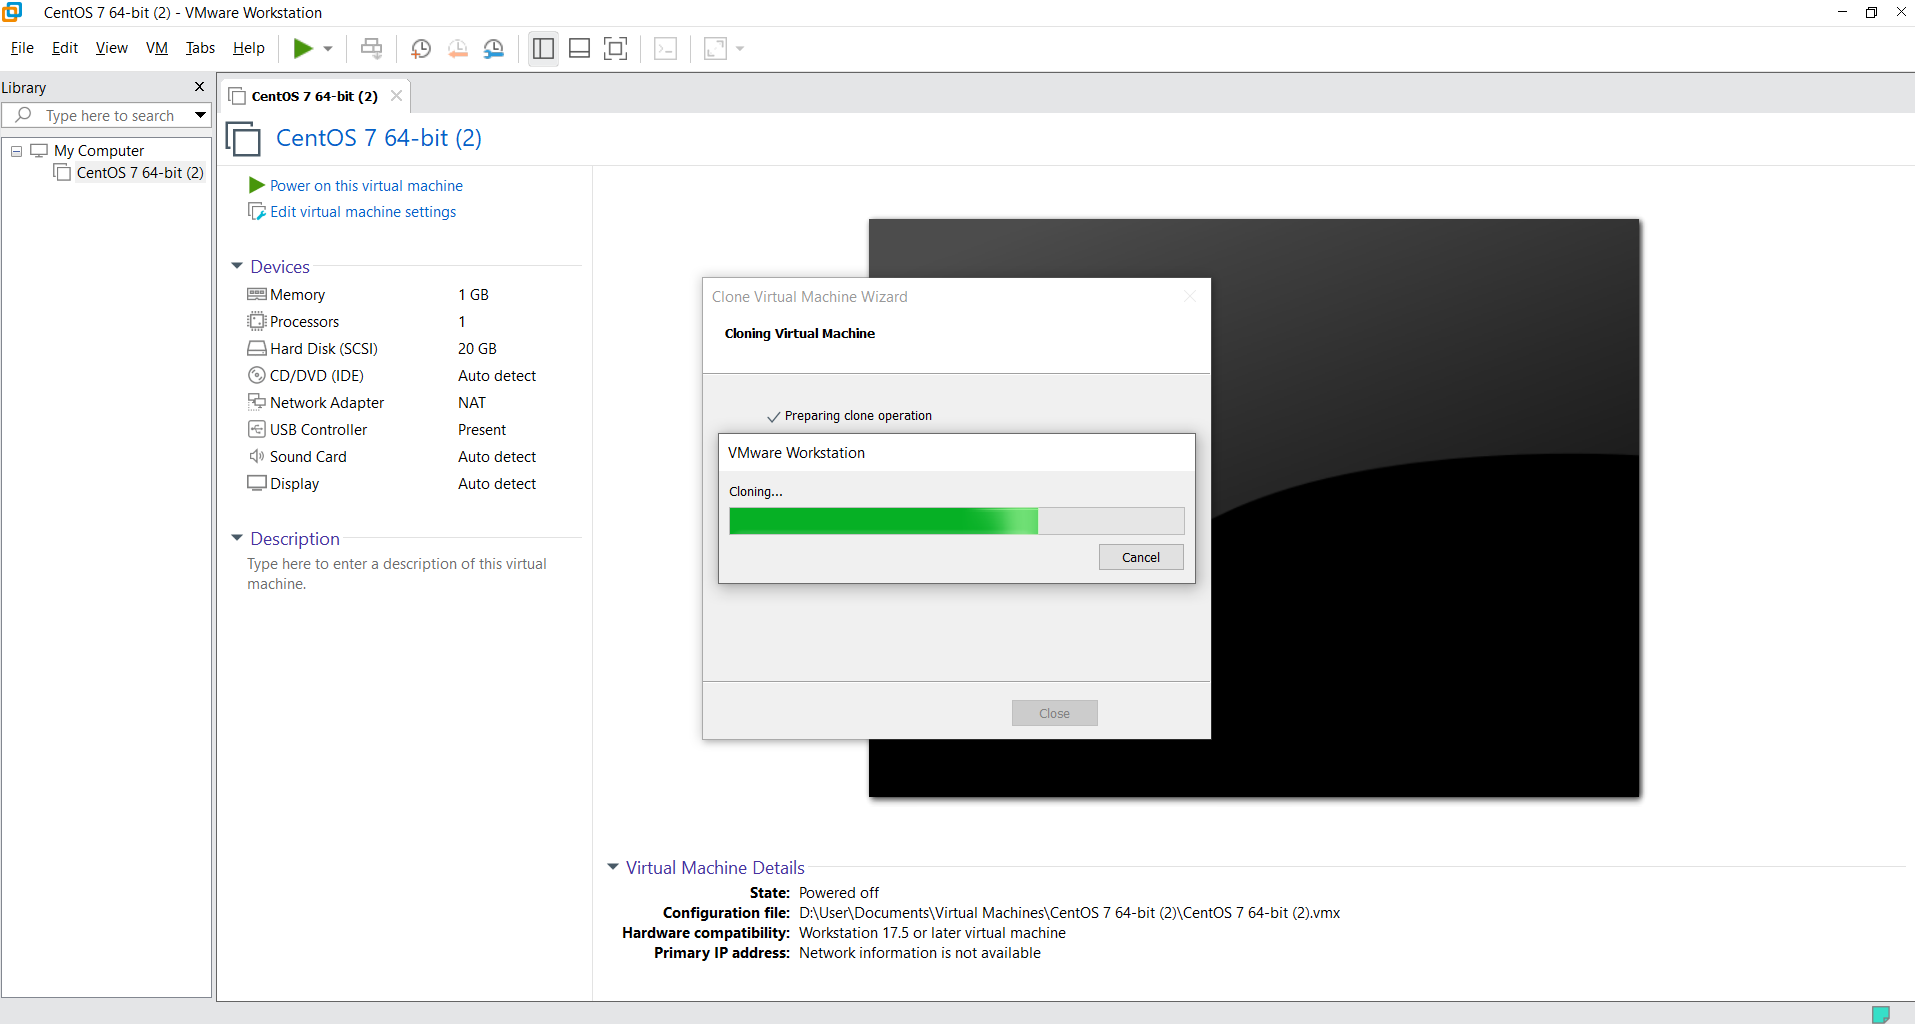 CentOS 7 64-bit (2) - VMware Workstation
File Edit View VM Tabs Help
Library
Type here to search
My Computer
CentOS 7 64-bit (2)
CentOS 7 64-bit (2)
CentOS 7 64-bit (2)
Power on this virtual machine
Edit virtual machine settings
Devices
Memory 1 GB
Processors 1
Hard Disk (SCSI) 20 GB
CD/DVD (IDE) Auto detect
Network Adapter NAT
USB Controller Present
Sound Card Auto detect
Display Auto detect
Description
Type here to enter a description of this virtual
machine.
Clone Virtual Machine Wizard
Cloning Virtual Machine
Preparing clone operation
VMware Workstation
Cloning...
Cancel
Close
Virtual Machine Details
State: Powered off
Configuration file: D:\User\Documents\Virtual Machines\CentOS 7 64-bit (2)\CentOS 7 64-bit (2).vmx
Hardware compatibility: Workstation 17.5 or later virtual machine
Primary IP address: Network information is not available